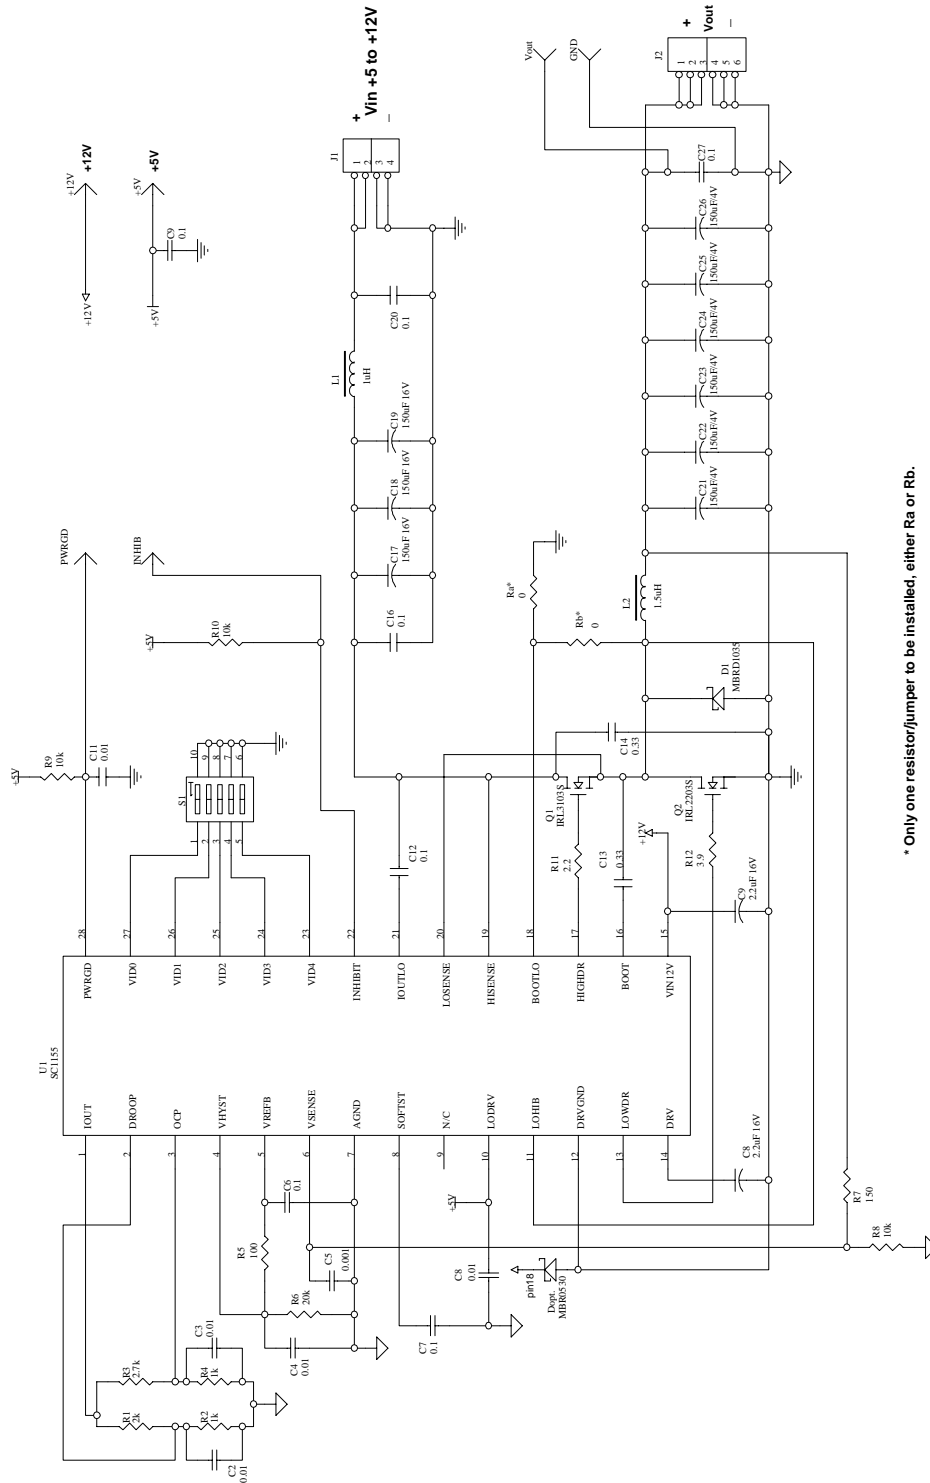 +12V
+12V
+12V
+5V
+5V
+5V
C9
0.1
Vin +5 to +12V
+
_
J1
1
2
3
4
C20
0.1
L1
1uH
C19
150uF 16V
C18
150uF 16V
C17
150uF 16V
C16
0.1
Vout
GND
J2
1
2
3
4
5
6
+
Vout
_
C27
0.1
C26
150uF/4V
C25
150uF/4V
C24
150uF/4V
C23
150uF/4V
C22
150uF/4V
C21
150uF/4V
L2
1.5uH
Ra*
0
Rb*
0
D1
MBRD1035
C14
0.33
PWRGD
INHIB
+5V
R10
10k
+5V
R9
10k
C11
0.01
S1
10
9
8
7
6
1
2
3
4
5
C12
0.1
Q1
IRL3103S
R11
2.2
C13
0.33
+12V
Q2
IRL2203S
R12
3.9
C9
2.2uF 16V
28
27
26
25
24
23
22
21
20
19
18
17
16
15
PWRGD
VID0
VID1
VID2
VID3
VID4
INHIBIT
IOUTLO
LOSENSE
HISENSE
BOOTLO
HIGHDR
BOOT
VIN12V
U1
SC1155
IOUT
DROOP
OCP
VHYST
VREFB
VSENSE
AGND
SOFTST
N/C
LODRV
LOHIB
DRVGND
LOWDR
DRV
1
2
3
4
5
6
7
8
9
10
11
12
13
14
C8
2.2uF 16V
R7
150
R8
10k
C6
0.1
R5
100
C5
0.001
R6
20k
C4
0.01
+5V
C8
0.01
C7
0.1
pin18
Dopt.
MBR0530
R3
2.7k
C3
0.01
R4
1k
R1
2k
R2
1k
C2
0.01
* Only one resistor/jumper to be installed, either Ra or Rb.